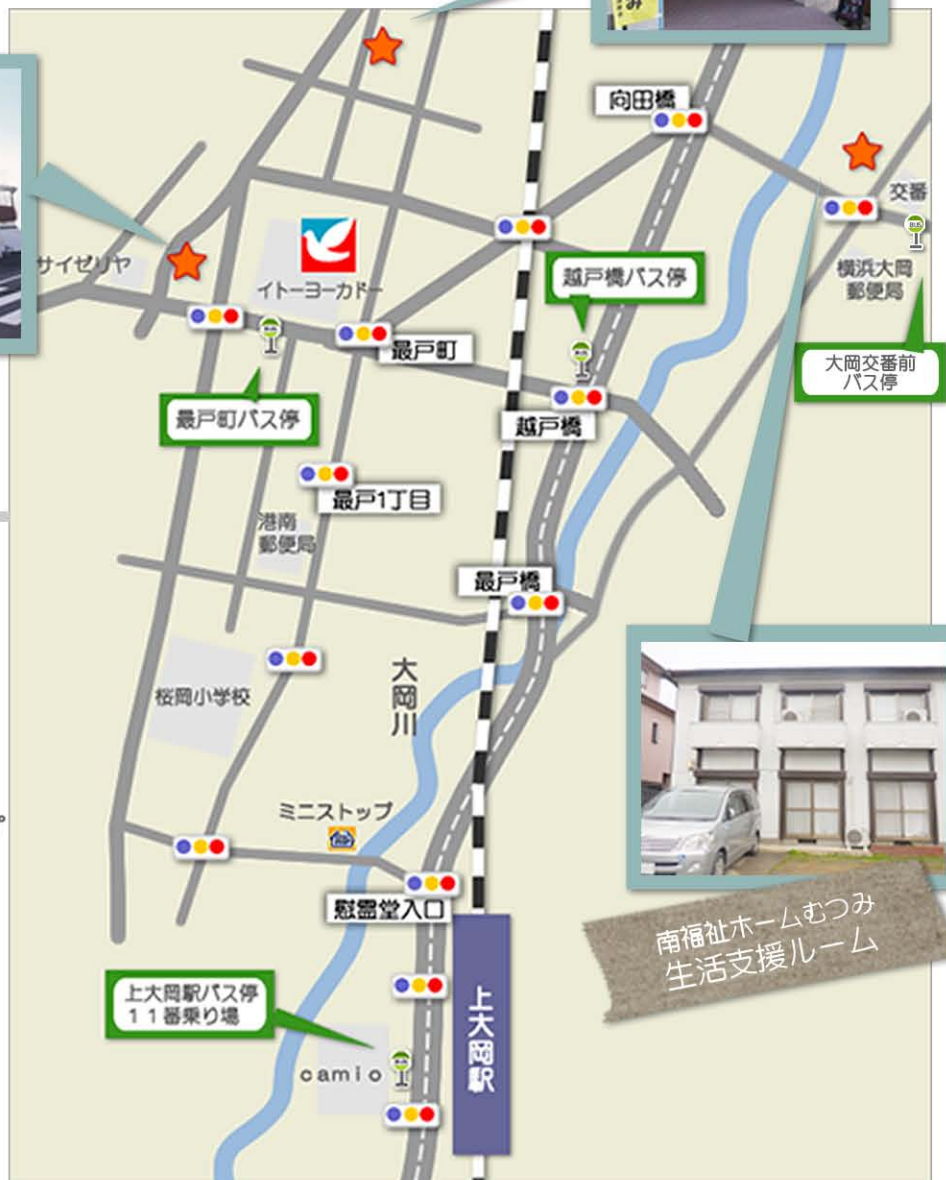 み
向田橋
交番
サイゼリヤ
イトーヨーカドー
越戸橋バス停
横浜大岡
郵便局
最戸町
大岡交番前
バス停
最戸町バス停
越戸橋
最戸1丁目
港南
郵便局
最戸橋
桜岡小学校
大岡川
ミニストップ
。
慰霊堂入口
南福祉ホームむつみ
生活支援ルーム
上大岡駅バス停
11番乗り場
上大岡駅
camio